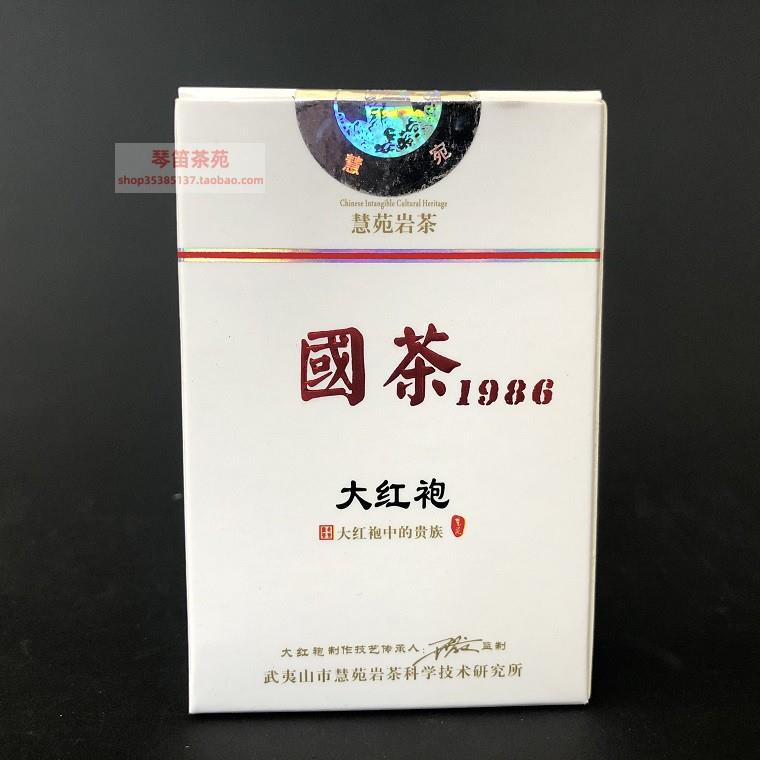 慧 宛
琴笛茶苑
shop35385137.taobao.com
Chinese Intangible Cultural Heritage
慧苑岩茶
國茶1986
大红袍
大红袍中的贵族
大红袍制作技艺传承人： 监制
武夷山市慧苑岩茶科学技术研究所